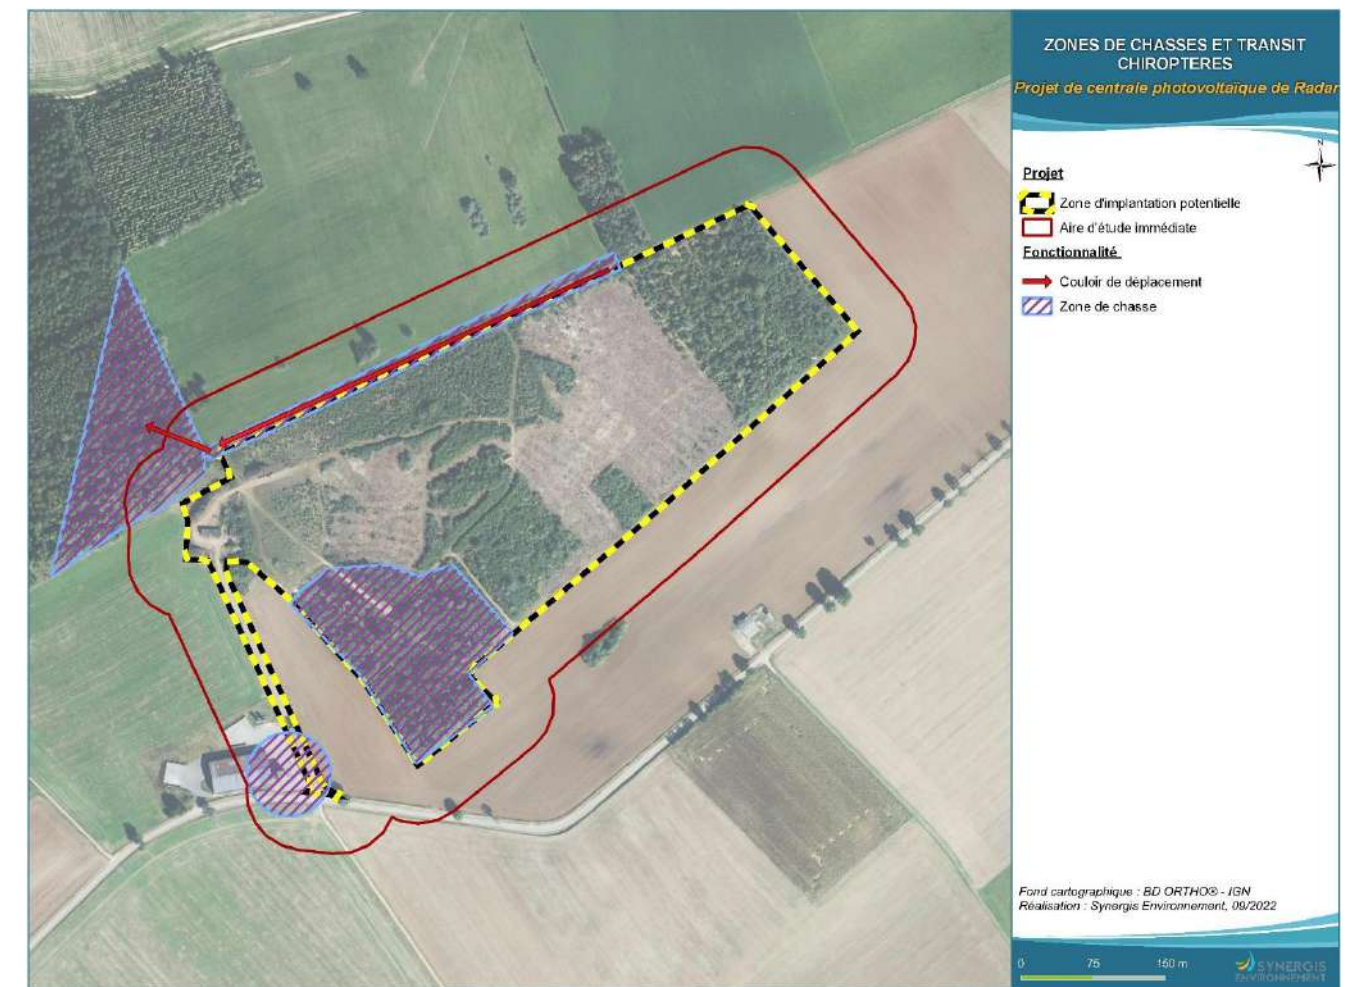 ZONES DE CHASSES ET TRANSIT
CHIROPTERES
Projet de centrale photovoltaïque de Radar
N
Projet
Zone d'implantation potentielle
Aire d'étude immédiate
Fonctionnalité
Couloir de déplacement
Zone de chasse
Fond cartographique : BD ORTHO® - IGN
Réalisation : Synergis Environnement, 09/2022
0 75 150 m
SYNERGIS
ENVIRONNEMENT